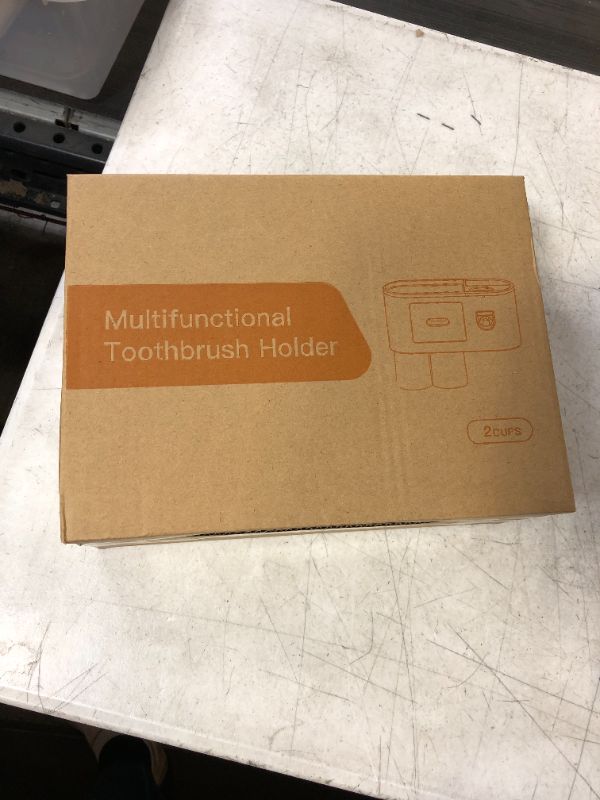 Multifunctional
Toothbrush Holder
2CUPS